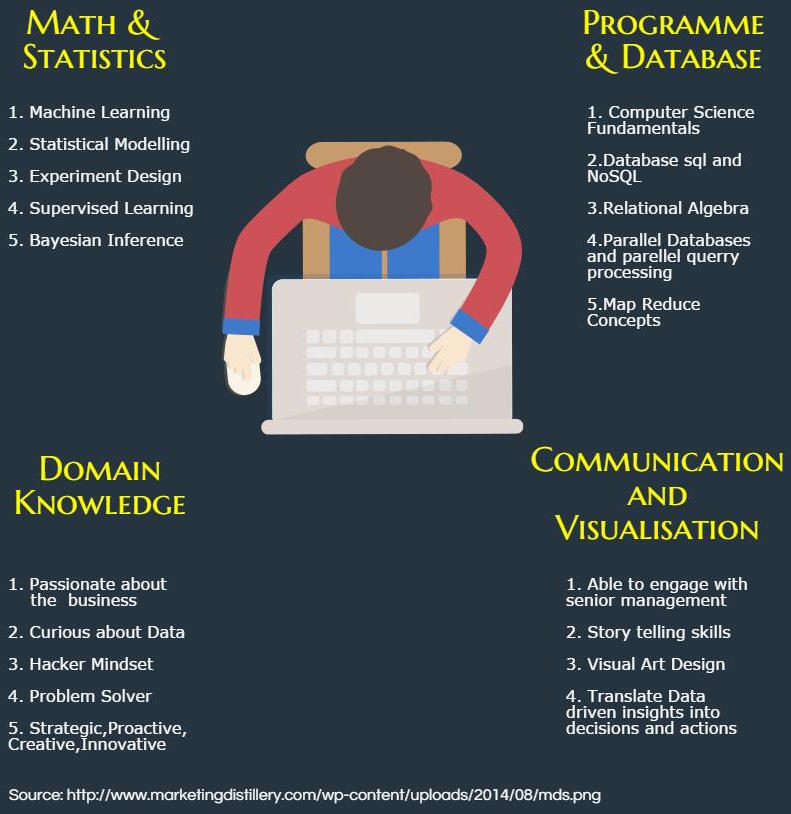 Math &
Statistics
1. Machine Learning
2. Statistical Modelling
3. Experiment Design
4. Supervised Learning
5. Bayesian Inference
Programme
& Database
1. Computer Science
Fundamentals
2.Database sql and
NoSQL
3.Relational Algebra
4.Parallel Databases
and parellel querry
processing
5.Map Reduce
Concepts
Domain
Knowledge
1. Passionate about
the business
2. Curious about Data
3. Hacker Mindset
4. Problem Solver
5. Strategic,Proactive,
Creative,Innovative
Communication
and
Visualisation
1. Able to engage with
senior management
2. Story telling skills
3. Visual Art Design
4. Translate Data
driven insights into
decisions and actions
Source: http://www.marketingdistillery.com/wp-content/uploads/2014/08/mds.png